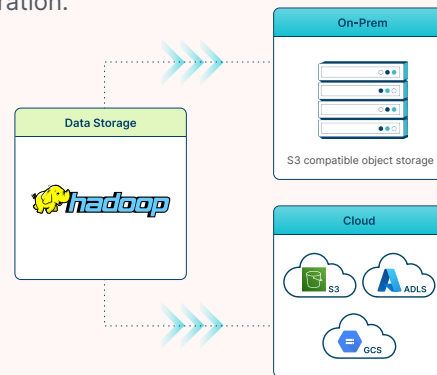 ration.
On-Prem
S3 compatible object storage
Data Storage
hadoop
Cloud
S3
ADLS
GCS